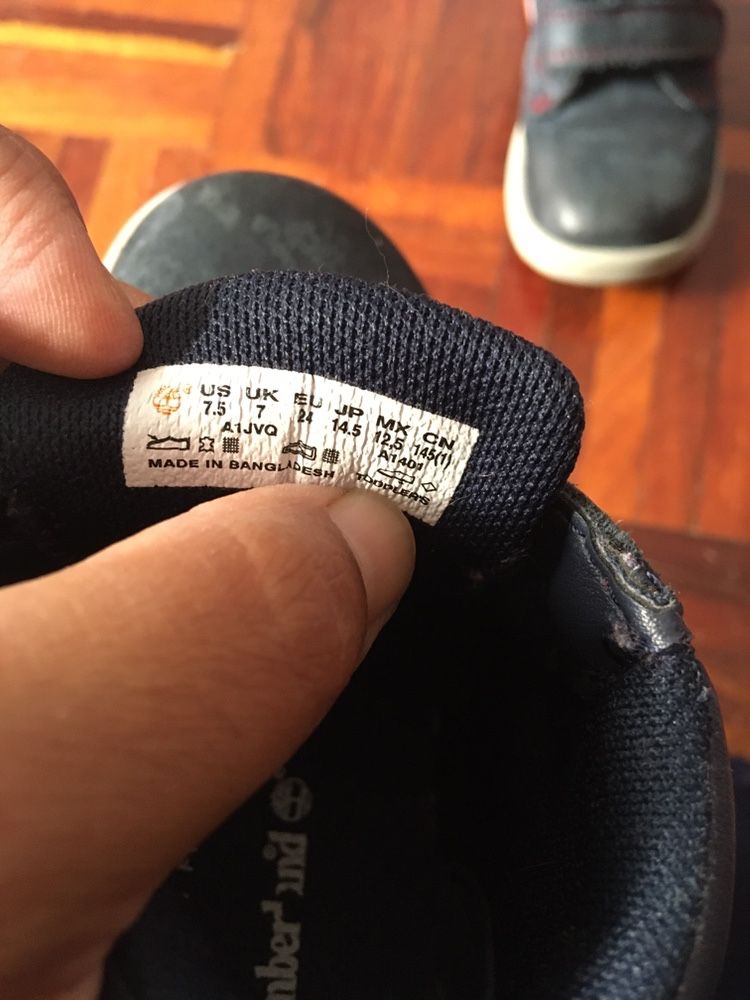 US UK EU JP MX CN
7.5 7 24 14.5 12.5 145(1)
A1JVQ A1401
MADE IN BANGLADESH TODDLERS